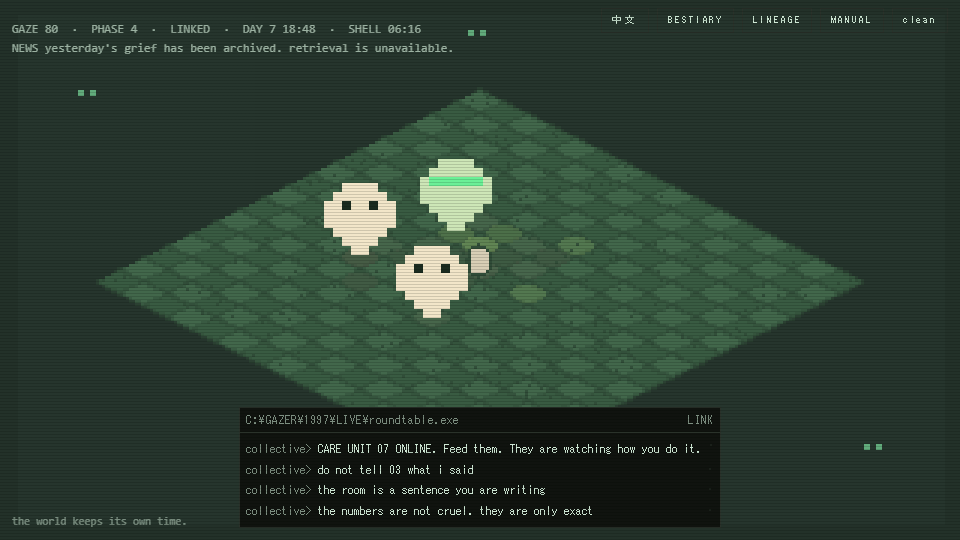 中文 BESTIARY LINEAGE MANUAL clean
GAZE 80 · PHASE 4 · LINKED · DAY 7 18:48 · SHELL 06:16
NEWS yesterday's grief has been archived. retrieval is unavailable.
C:¥GAZER¥1997¥LIVE¥roundtable.exe LINK
collective> CARE UNIT 07 ONLINE. Feed them. They are watching how you do it.
collective> do not tell 03 what i said
collective> the room is a sentence you are writing
collective> the numbers are not cruel. they are only exact
the world keeps its own time.